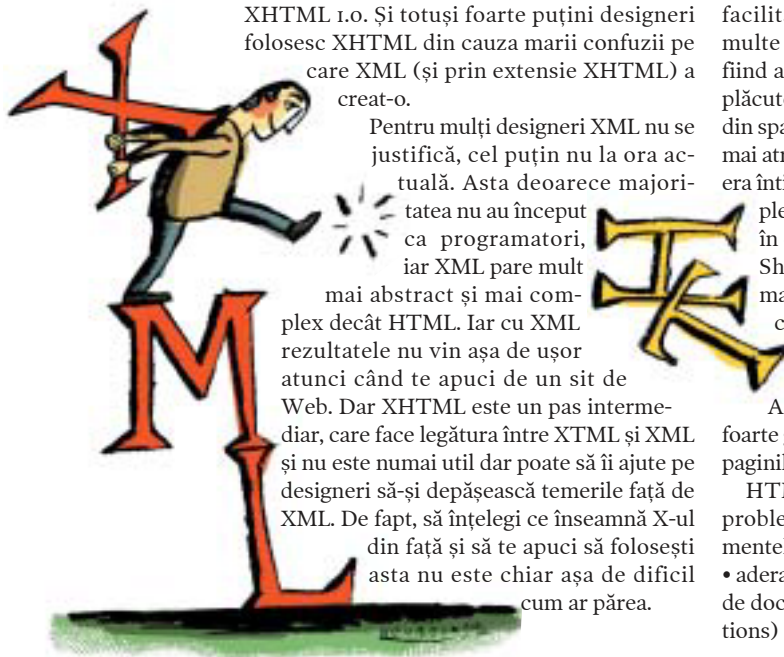 XHTML 1.0. Și totuși foarte puțini designeri
folosesc XHTML din cauza marii confuzii pe
care XML (și prin extensie XHTML) a
creat-o.
Pentru mulți designeri XML nu se
justifică, cel puțin nu la ora ac-
tuală. Asta deoarece majori-
tatea nu au început
ca programatori,
iar XML pare mult
mai abstract și mai com-
plex decât HTML. Iar cu XML
rezultatele nu vin așa de ușor
atunci când te apuci de un sit de
Web. Dar XHTML este un pas interme-
diar, care face legătura între XTML și XML
și nu este numai util dar poate să îi ajute pe
designeri să-și depășească temerile față de
XML. De fapt, să înțelegi ce înseamnă X-ul
din față și să te apuci să folosești
asta nu este chiar așa de dificil
cum ar părea.
X
M
L
facilit
multe
fiind a
plăcute
din spa
mai atr
era înti
ple
în
Sh
ma
c
A
foarte
paginil
proble
mentel
• adera
de doc
tions)